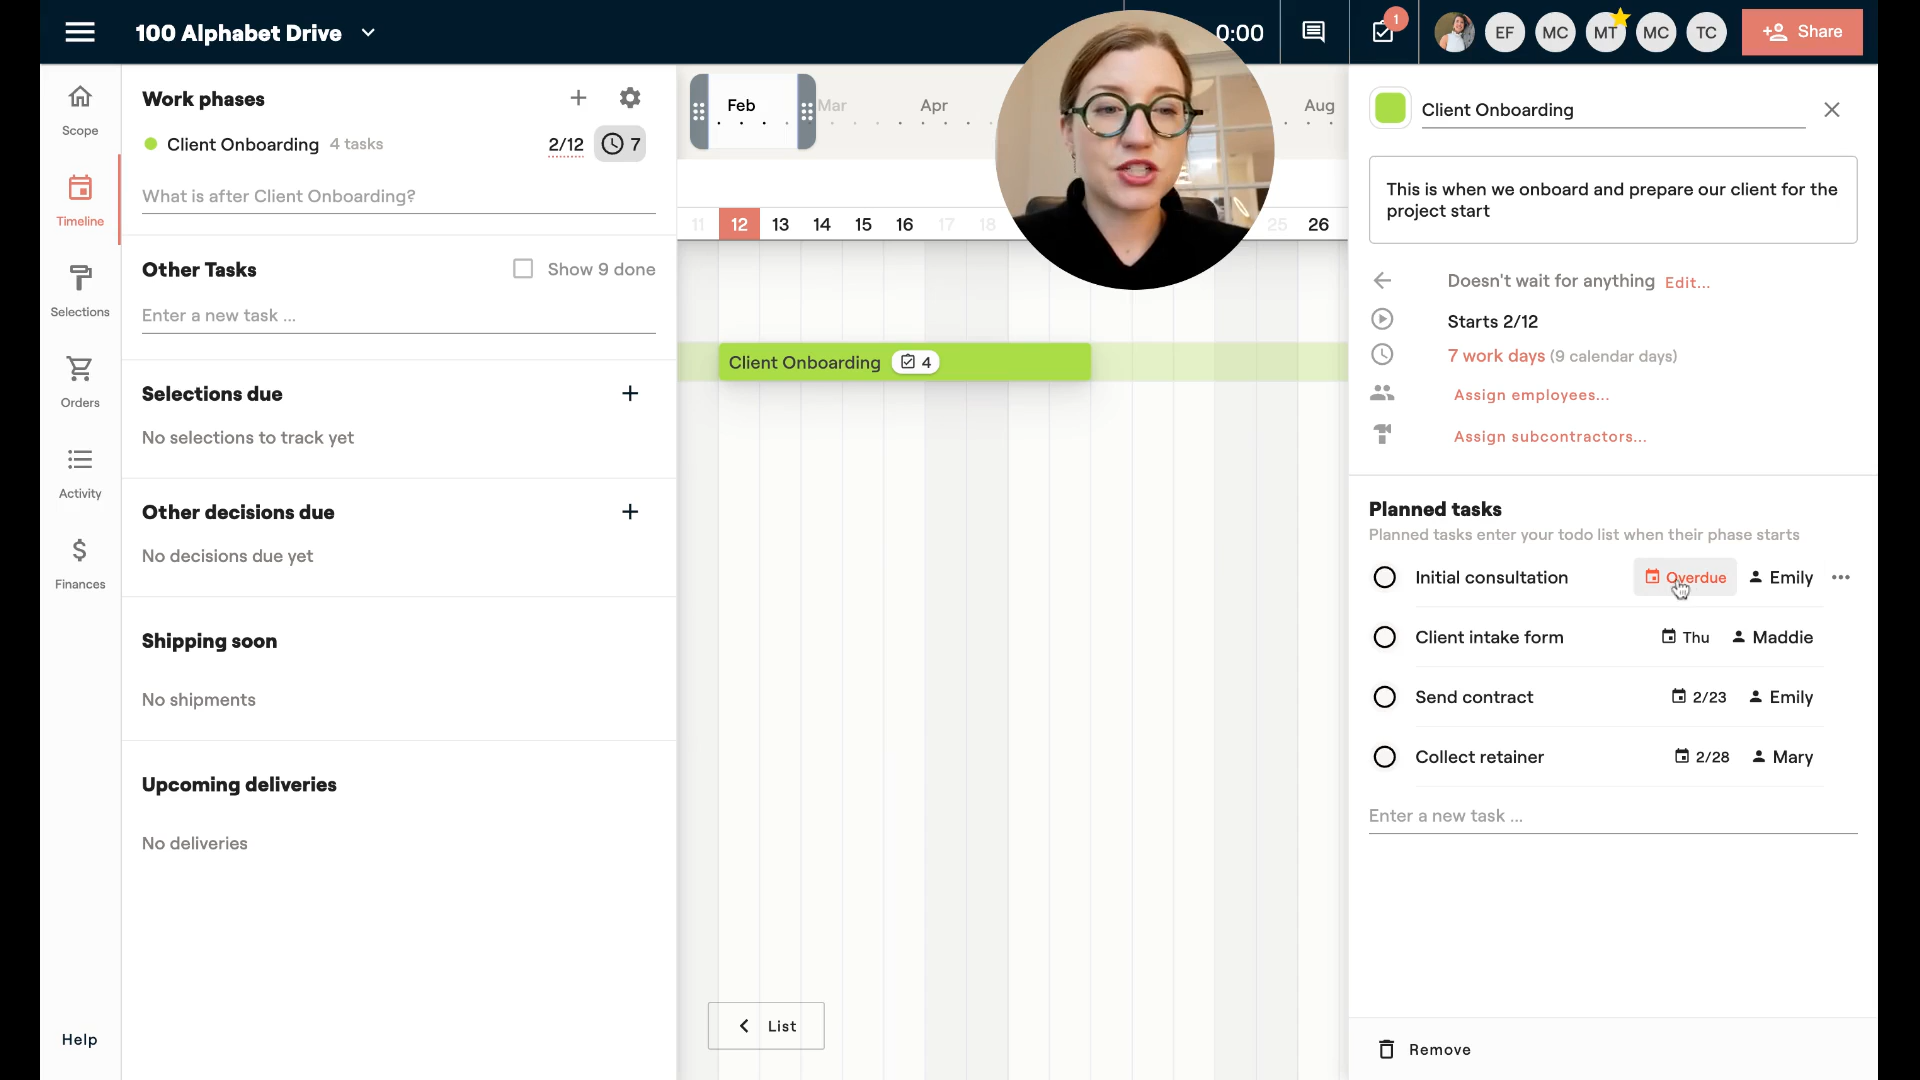 100 Alphabet Drive
0:00
1
EF
MC
MT
MC
TC
Share
Scope
Timeline
Selections
Orders
Activity
Finances
Help
Work phases
Client Onboarding 4 tasks 2/12 7
What is after Client Onboarding?
Other Tasks Show 9 done
Enter a new task ...
Selections due
No selections to track yet
Other decisions due
No decisions due yet
Shipping soon
No shipments
Upcoming deliveries
No deliveries
Feb Mar Apr Aug
11 12 13 14 15 16 17 18 25 26
Client Onboarding 4
List
Client Onboarding
This is when we onboard and prepare our client for the
project start
Doesn't wait for anything Edit...
Starts 2/12
7 work days (9 calendar days)
Assign employees...
Assign subcontractors...
Planned tasks
Planned tasks enter your todo list when their phase starts
Initial consultation Overdue Emily
Client intake form Thu Maddie
Send contract 2/23 Emily
Collect retainer 2/28 Mary
Enter a new task ...
Remove